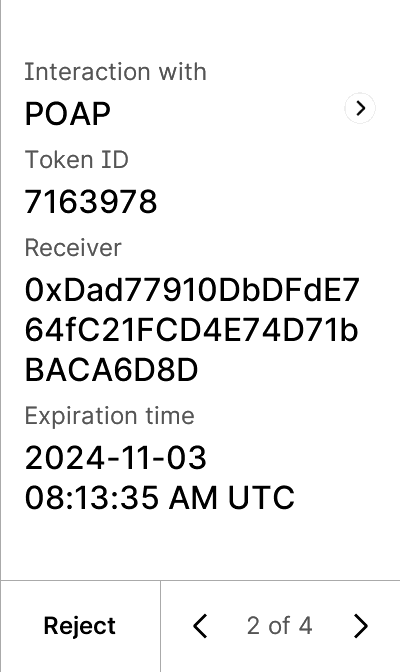 Interaction with
POAP
Token ID
7163978
Receiver
0xDad77910DbDFdE7
64fC21FCD4E74D71b
BACA6D8D
Expiration time
2024-11-03
08:13:35 AM UTC
Reject
2 of 4